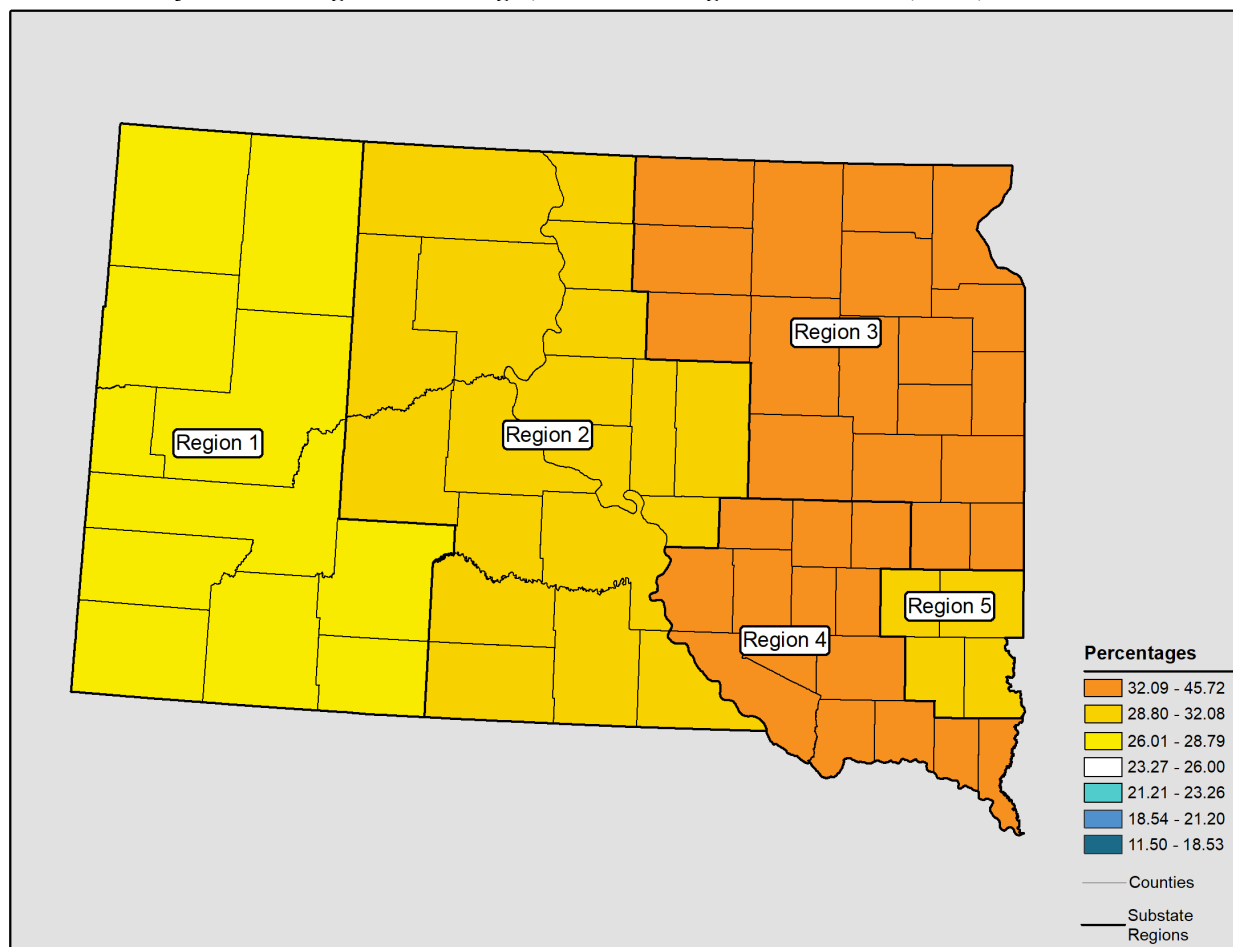 Region 3
Region 2
Region 1
Region 5
Region 4
Percentages
32.09 - 45.72
28.80 - 32.08
26.01 - 28.79
23.27 - 26.00
21.21 - 23.26
18.54 - 21.20
11.50 - 18.53
Counties
Substate
Regions